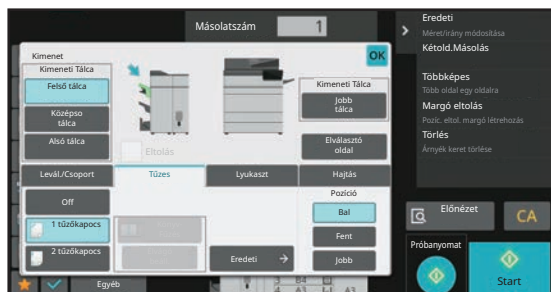 Másolatszám
1
Eredeti
Méret/irány módosítása
Kétold.Másolás
Többképes
Több oldal egy oldalra
Margó eltolás
Pozíc. eltol. margó létrehozás
Törlés
Árnyék keret törlése
Kimenet
OK
Kimeneti Tálca
Felső tálca
Középso
tálca
Alsó tálca
Eltolás
Kimeneti Tálca
Jobb
tálca
Elválasztó
oldal
Levál./Csoport
Tűzes
Lyukaszt
Hajtás
Off
1 tűzőkapocs
2 tűzőkapocs
Eredeti
Pozíció
Bal
Fent
Jobb
Előnézet
CA
Próbanyomat
Start
Egyéb